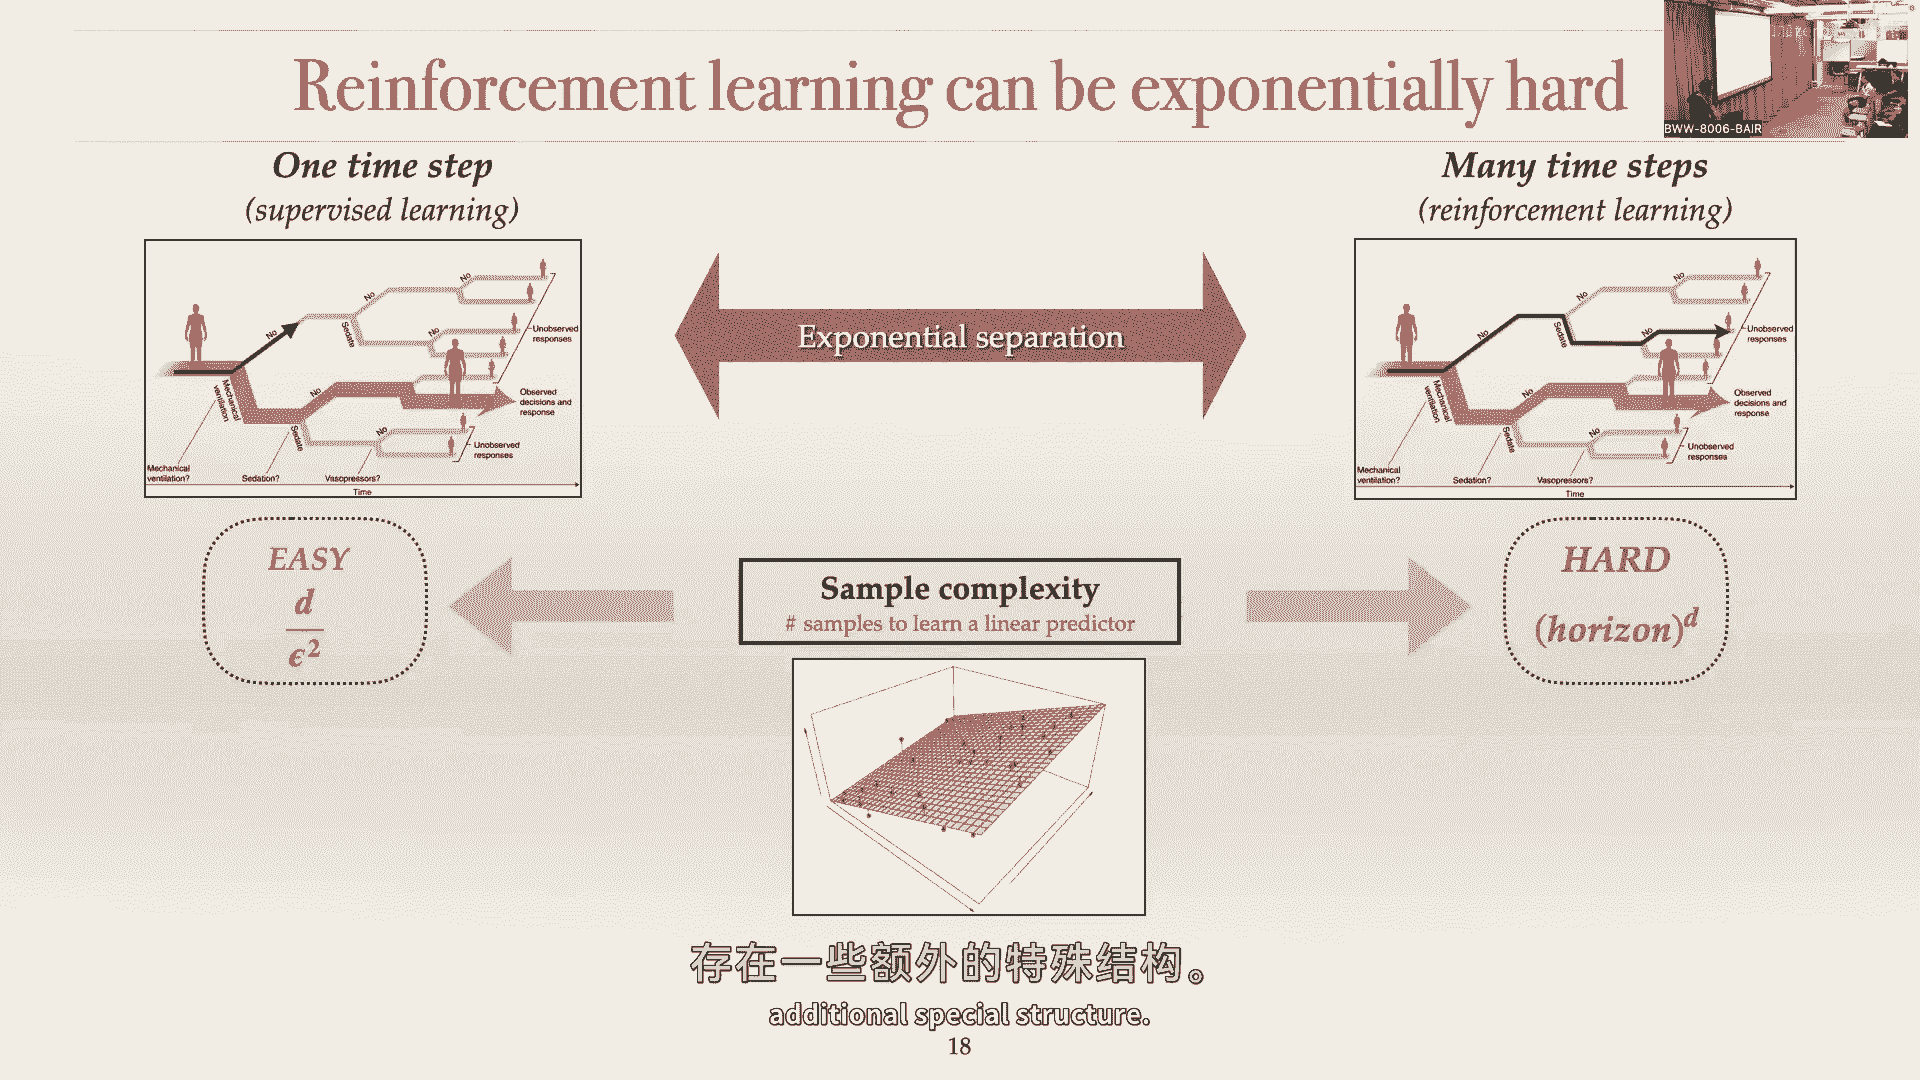 Reinforcement learning can be exponentially hard
BWW-8006-BAIR
One time step
(supervised learning)
Many time steps
(reinforcement learning)
No
No
No
Sedate
No
Unobserved
responses
Mechanical
ventilation
No
Observed
decisions and
response
Sedate
No
Unobserved
responses
Mechanical
ventilation?
Sedation?
Vasopressors?
Time
Exponential separation
No
No
No
Sedate
No
Unobserved
responses
Mechanical
ventilation
No
Observed
decisions and
response
Sedate
No
Unobserved
responses
Mechanical
ventilation?
Sedation?
Vasopressors?
Time
EASY
d
ϵ²
Sample complexity
# samples to learn a linear predictor
HARD
(horizon)ᵈ
存在一些额外的特殊结构。
additional special structure.
18